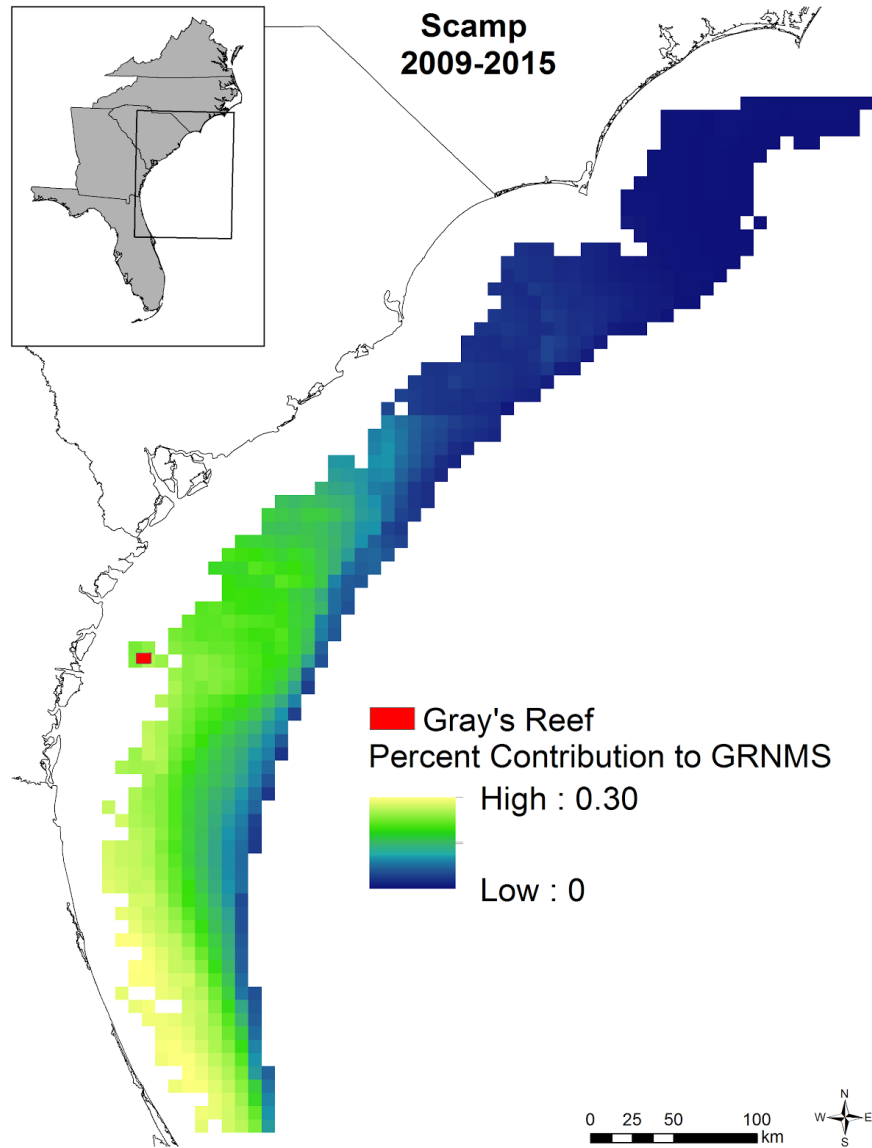 Scamp
2009-2015
Gray's Reef
Percent Contribution to GRNMS
High : 0.30
Low : 0
N
W E
S
0 25 50 100
km